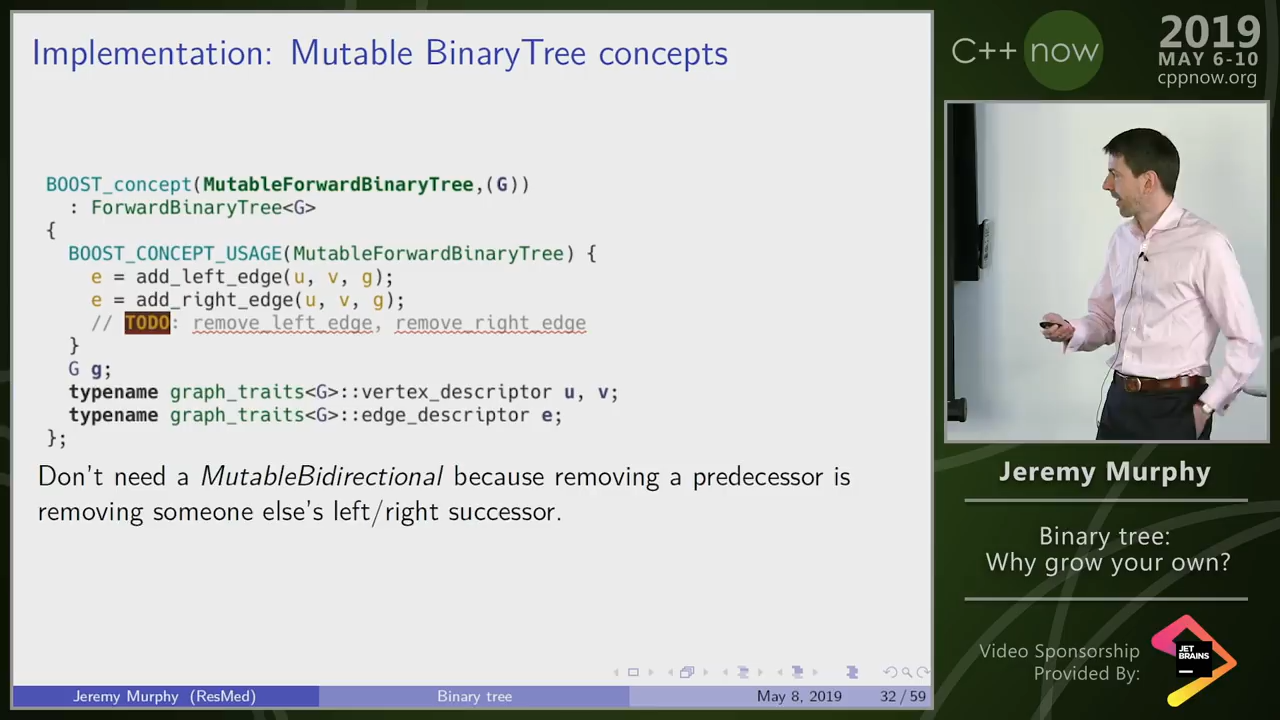 Implementation: Mutable BinaryTree concepts
BOOST_concept(MutableForwardBinaryTree,(G))
: ForwardBinaryTree<G>
{
BOOST_CONCEPT_USAGE(MutableForwardBinaryTree) {
e = add_left_edge(u, v, g);
e = add_right_edge(u, v, g);
// TODO: remove_left_edge, remove_right_edge
}
G g;
typename graph_traits<G>::vertex_descriptor u, v;
typename graph_traits<G>::edge_descriptor e;
};
Don't need a MutableBidirectional because removing a predecessor is
removing someone else's left/right successor.
Jeremy Murphy (ResMed)
Binary tree
May 8, 2019
32 / 59
C++ now
2019
MAY 6-10
cppnow.org
Jeremy Murphy
Binary tree:
Why grow your own?
Video Sponsorship
Provided By:
JET
BRAINS